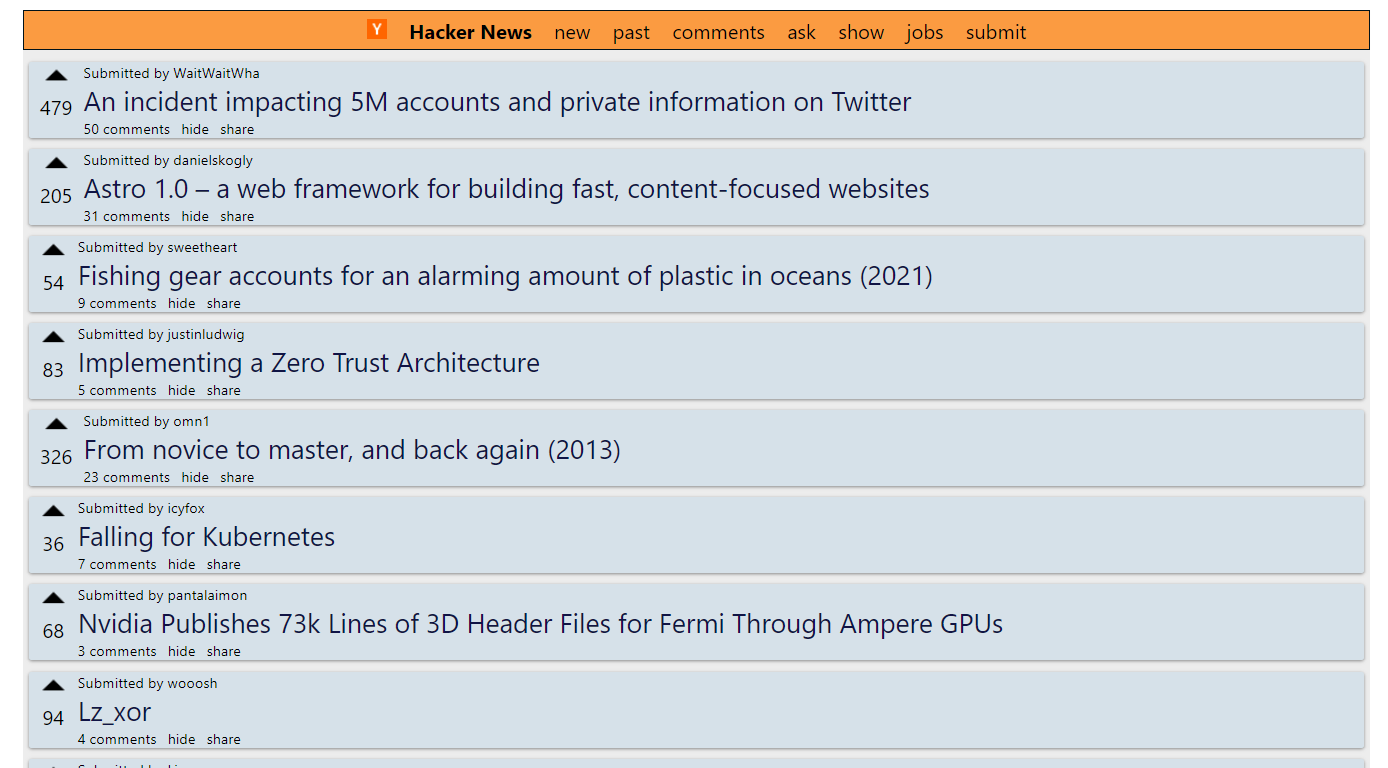 Y Hacker News new past comments ask show jobs submit
Submitted by WaitWaitWha
479 An incident impacting 5M accounts and private information on Twitter
50 comments hide share
Submitted by danielskogly
205 Astro 1.0 – a web framework for building fast, content-focused websites
31 comments hide share
Submitted by sweetheart
54 Fishing gear accounts for an alarming amount of plastic in oceans (2021)
9 comments hide share
Submitted by justinludwig
83 Implementing a Zero Trust Architecture
5 comments hide share
Submitted by omn1
326 From novice to master, and back again (2013)
23 comments hide share
Submitted by icyfox
36 Falling for Kubernetes
7 comments hide share
Submitted by pantalaimon
68 Nvidia Publishes 73k Lines of 3D Header Files for Fermi Through Ampere GPUs
3 comments hide share
Submitted by wooosh
94 Lz_xor
4 comments hide share